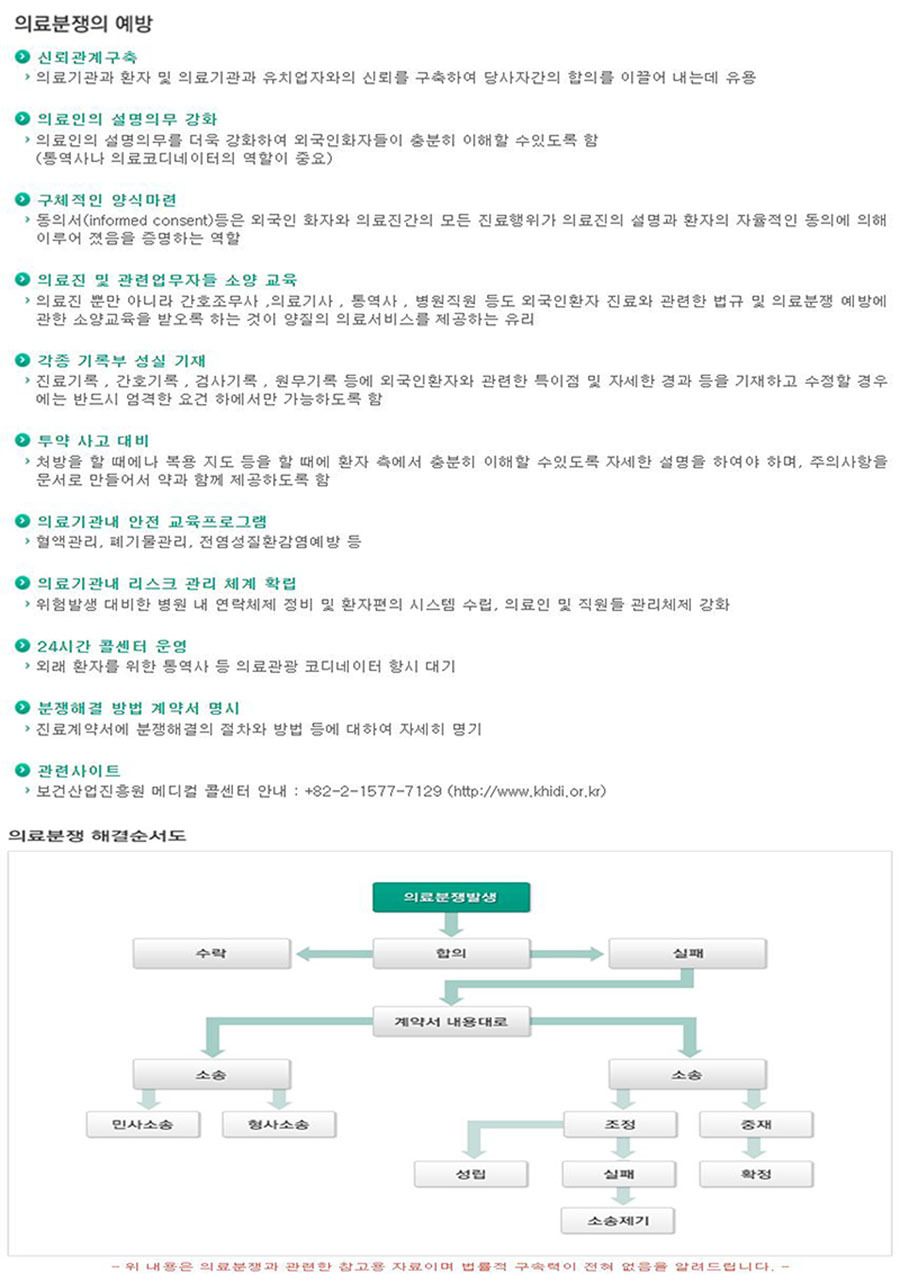 의료분쟁의 예방
신뢰관계구축
의료기관과 환자 및 의료기관과 유치업자와의 신뢰를 구축하여 당사자간의 합의를 이끌어 내는데 유용
의료인의 설명의무 강화
의료인의 설명의무를 더욱 강화하여 외국인화자들이 충분히 이해할 수있도록 함
(통역사나 의료코디네이터의 역할이 중요)
구체적인 양식마련
동의서(informed consent)등은 외국인 화자와 의료진간의 모든 진료행위가 의료진의 설명과 환자의 자율적인 동의에 의해
이루어 졌음을 증명하는 역할
의료진 및 관련업무자들 소양 교육
의료진 뿐만 아니라 간호조무사 ,의료기사 , 통역사 , 병원직원 등도 외국인환자 진료와 관련한 법규 및 의료분쟁 예방에
관한 소양교육을 받오록 하는 것이 양질의 의료서비스를 제공하는 유리
각종 기록부 성실 기재
진료기록 , 간호기록 , 검사기록 , 원무기록 등에 외국인환자와 관련한 특이점 및 자세한 경과 등을 기재하고 수정할 경우
에는 반드시 엄격한 요건 하에서만 가능하도록 함
투약 사고 대비
처방을 할 때에나 복용 지도 등을 할 때에 환자 측에서 충분히 이해할 수있도록 자세한 설명을 하여야 하며, 주의사항을
문서로 만들어서 약과 함께 제공하도록 함
의료기관내 안전 교육프로그램
혈액관리, 폐기물관리, 전염성질환감염예방 등
의료기관내 리스크 관리 체계 확립
위험발생 대비한 병원 내 연락체제 정비 및 환자편의 시스템 수립, 의료인 및 직원들 관리체제 강화
24시간 콜센터 운영
외래 환자를 위한 통역사 등 의료관광 코디네이터 항시 대기
분쟁해결 방법 계약서 명시
진료계약서에 분쟁해결의 절차와 방법 등에 대하여 자세히 명기
관련사이트
보건산업진흥원 메디컬 콜센터 안내 : +82-2-1577-7129 (http://www.khidi.or.kr)
의료분쟁 해결순서도
의료분쟁발생
수락 합의 실패
계약서 내용대로
소송 소송
민사소송 형사소송 조정 중재
성립 실패 확정
소송제기
- 위 내용은 의료분쟁과 관련한 참고용 자료이며 법률적 구속력이 전혀 없음을 알려드립니다. -